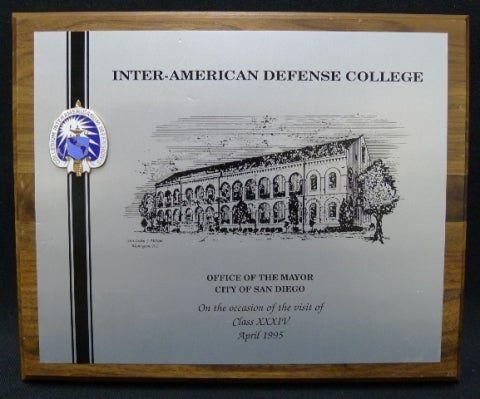 INTER-AMERICAN DEFENSE COLLEGE
OFFICE OF THE MAYOR
CITY OF SAN DIEGO
On the occasion of the visit of
Class XXXIV
April 1995